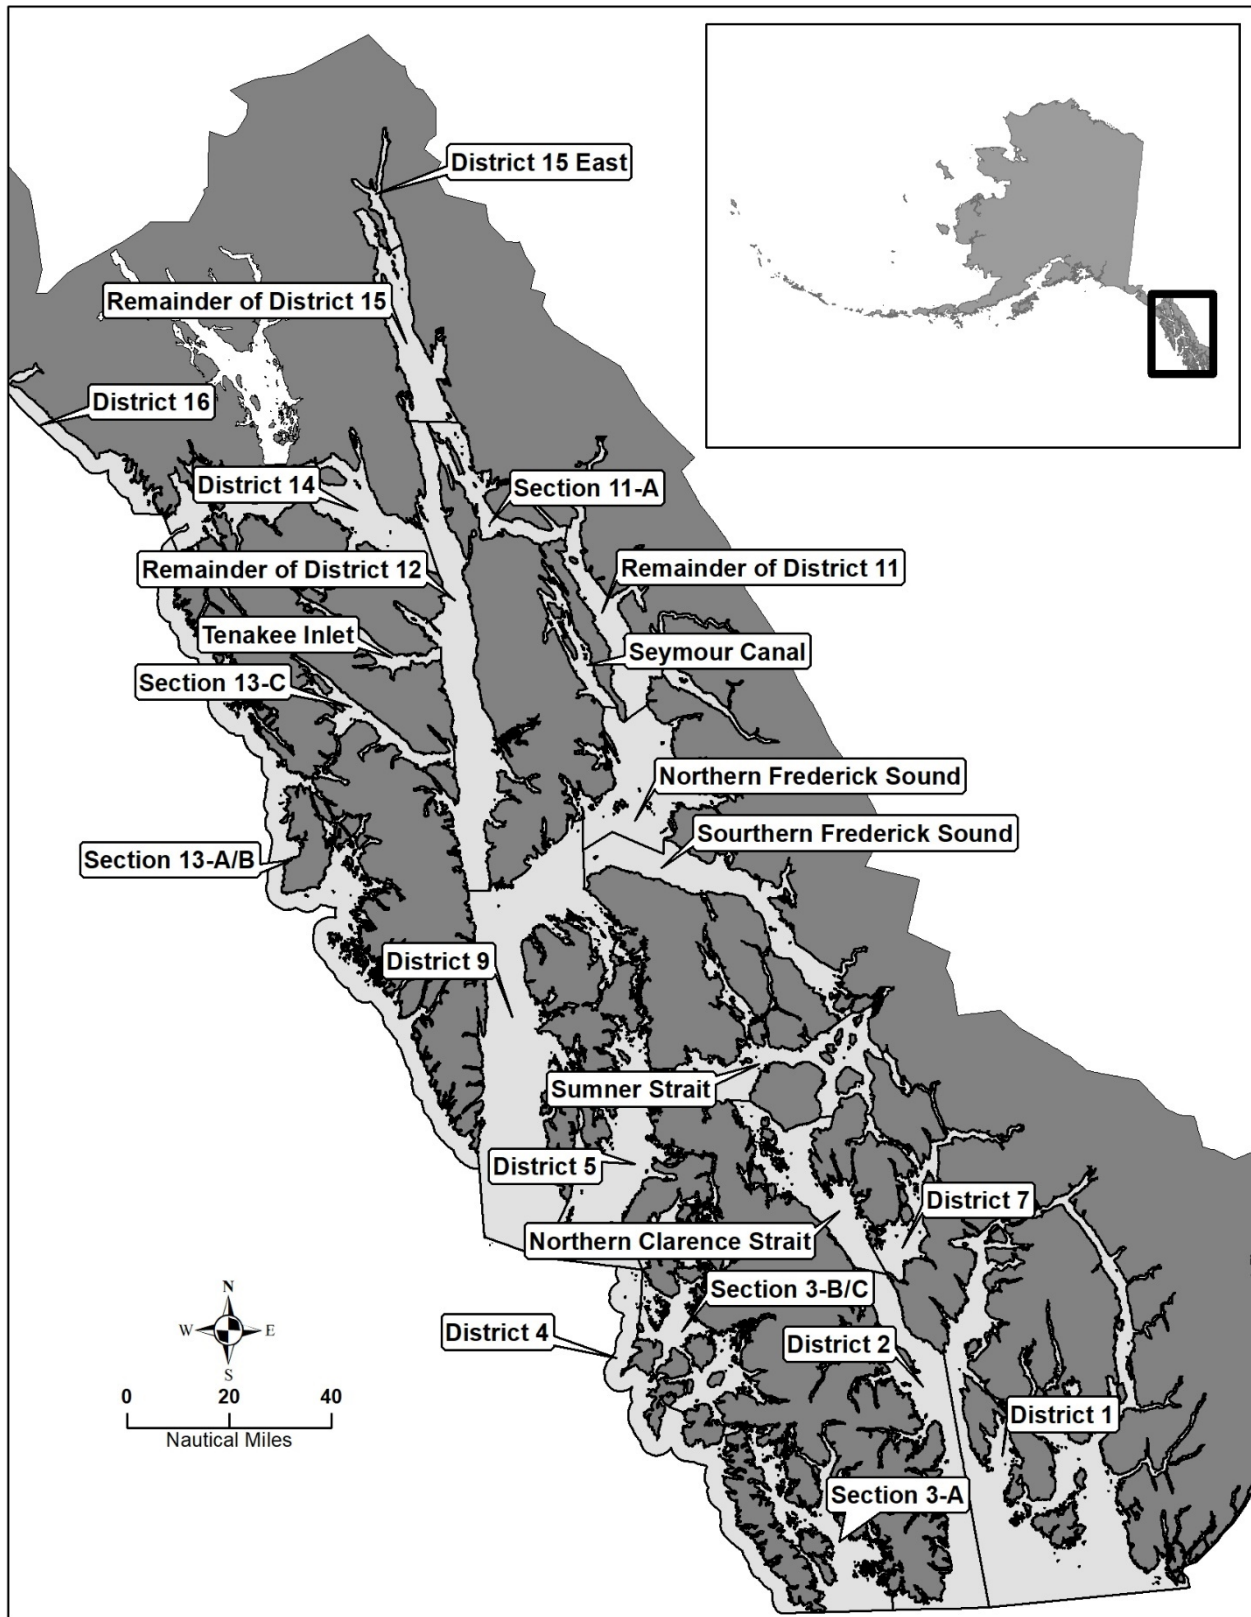 District 15 East
Remainder of District 15
District 16
District 14
Section 11-A
Remainder of District 12
Remainder of District 11
Tenakee Inlet
Seymour Canal
Section 13-C
Northern Frederick Sound
Sourthern Frederick Sound
Section 13-A/B
District 9
Sumner Strait
District 5
District 7
Northern Clarence Strait
Section 3-B/C
District 4
District 2
District 1
Section 3-A
N
W E
S
0 20 40
Nautical Miles